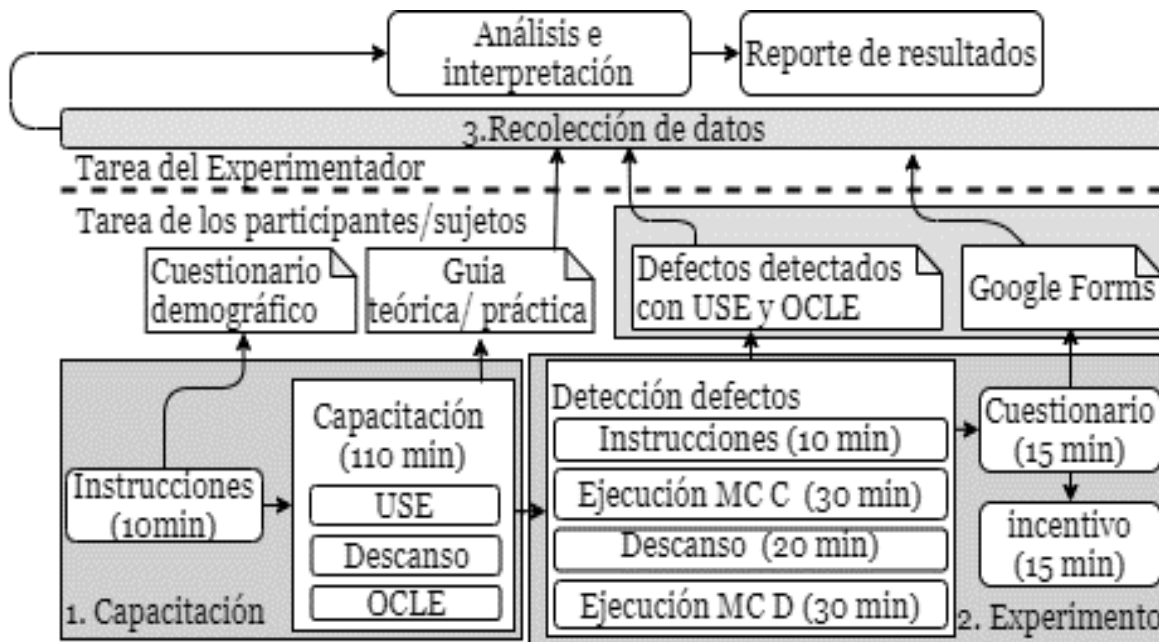 Análisis e
interpretación
Reporte de resultados
3.Recolección de datos
Tarea del Experimentador
Tarea de los participantes/sujetos
Cuestionario
demográfico
Guia
teórica/ práctica
Defectos detectados
con USE y OCLE
Google Forms
Instrucciones
(10min)
Capacitación
(110 min)
USE
Descanso
OCLE
1. Capacitación
Detección defectos
Instrucciones (10 min)
Ejecución MC C (30 min)
Descanso (20 min)
Ejecución MC D (30 min)
Cuestionario
(15 min)
incentivo
(15 min)
2. Experimento